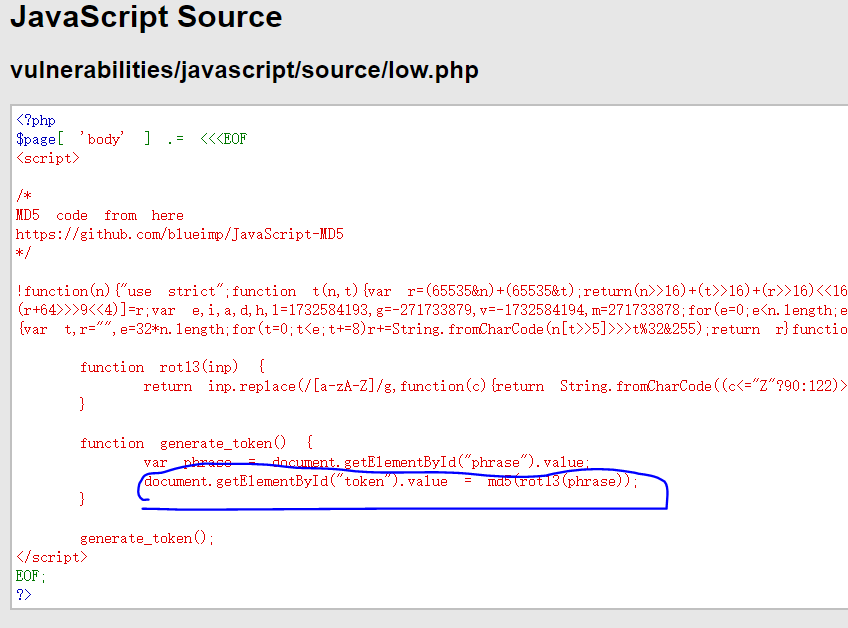 JavaScript Source
vulnerabilities/javascript/source/low.php
<?php
$page[ 'body' ] .= <<<EOF
<script>
/*
MD5 code from here
https://github.com/blueimp/JavaScript-MD5
*/
!function(n){"use strict";function t(n,t){var r=(65535&n)+(65535&t);return(n>>16)+(t>>16)+(r>>16)<<16
(r+64>>>9<<4)]=r;var e,i,a,d,h,l=1732584193,g=-271733879,v=-1732584194,m=271733878;for(e=0;e<n.length;e
{var t,r="",e=32*n.length;for(t=0;t<e;t+=8)r+=String.fromCharCode(n[t>>5]>>>t%32&255);return r}functio
function rot13(inp) {
return inp.replace(/[a-zA-Z]/g,function(c){return String.fromCharCode((c<="Z"?90:122)>
}
function generate_token() {
var phrase = document.getElementById("phrase").value;
document.getElementById("token").value = md5(rot13(phrase));
}
generate_token();
</script>
EOF;
?>